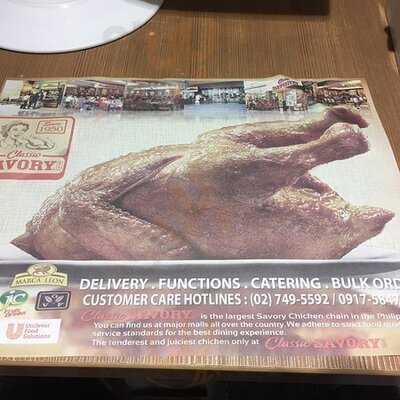 Since
1950
Classic
SAVORY
MARCA LEON
DELIVERY . FUNCTIONS . CATERING . BULK ORD
CUSTOMER CARE HOTLINES : (02) 749-5592 / 0917-5647
Classic SAVORY is the largest Savory Chicken chain in the Philip
You can find us at major malls all over the country. We adhere to strict food qual
service standards for the best dining experience.
The tenderest and juiciest chicken only at Classic SAVORY
Unilever
Food
Solutions